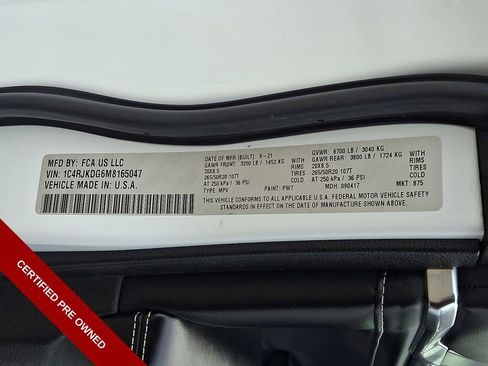 MFD BY: FCA US LLC
VIN: 1C4RJKDG6M8165047
VEHICLE MADE IN U.S.A.
DATE OF MFR (BUILT): 9-21
GAWR FRONT: 3200 LB / 1452 KG
20X8.5
265/50R20 107T
AT 250 kPa / 36 PSI
TYPE: MPV
WITH
RIMS
TIRES
COLD
PAINT: PW7
GVWR: 6700 LB / 3040 KG
GAWR REAR: 3800 LB / 1724 KG
20X8.5
265/50R20 107T
AT 250 kPa / 36 PSI
MDH: 090417
WITH
RIMS
TIRES
COLD
MKT: 875
THIS VEHICLE CONFORMS TO ALL APPLICABLE U.S.A. FEDERAL MOTOR VEHICLE SAFETY
STANDARDS IN EFFECT ON THE DATE OF MANUFACTURE SHOWN ABOVE.
CERTIFIED PRE OWNED